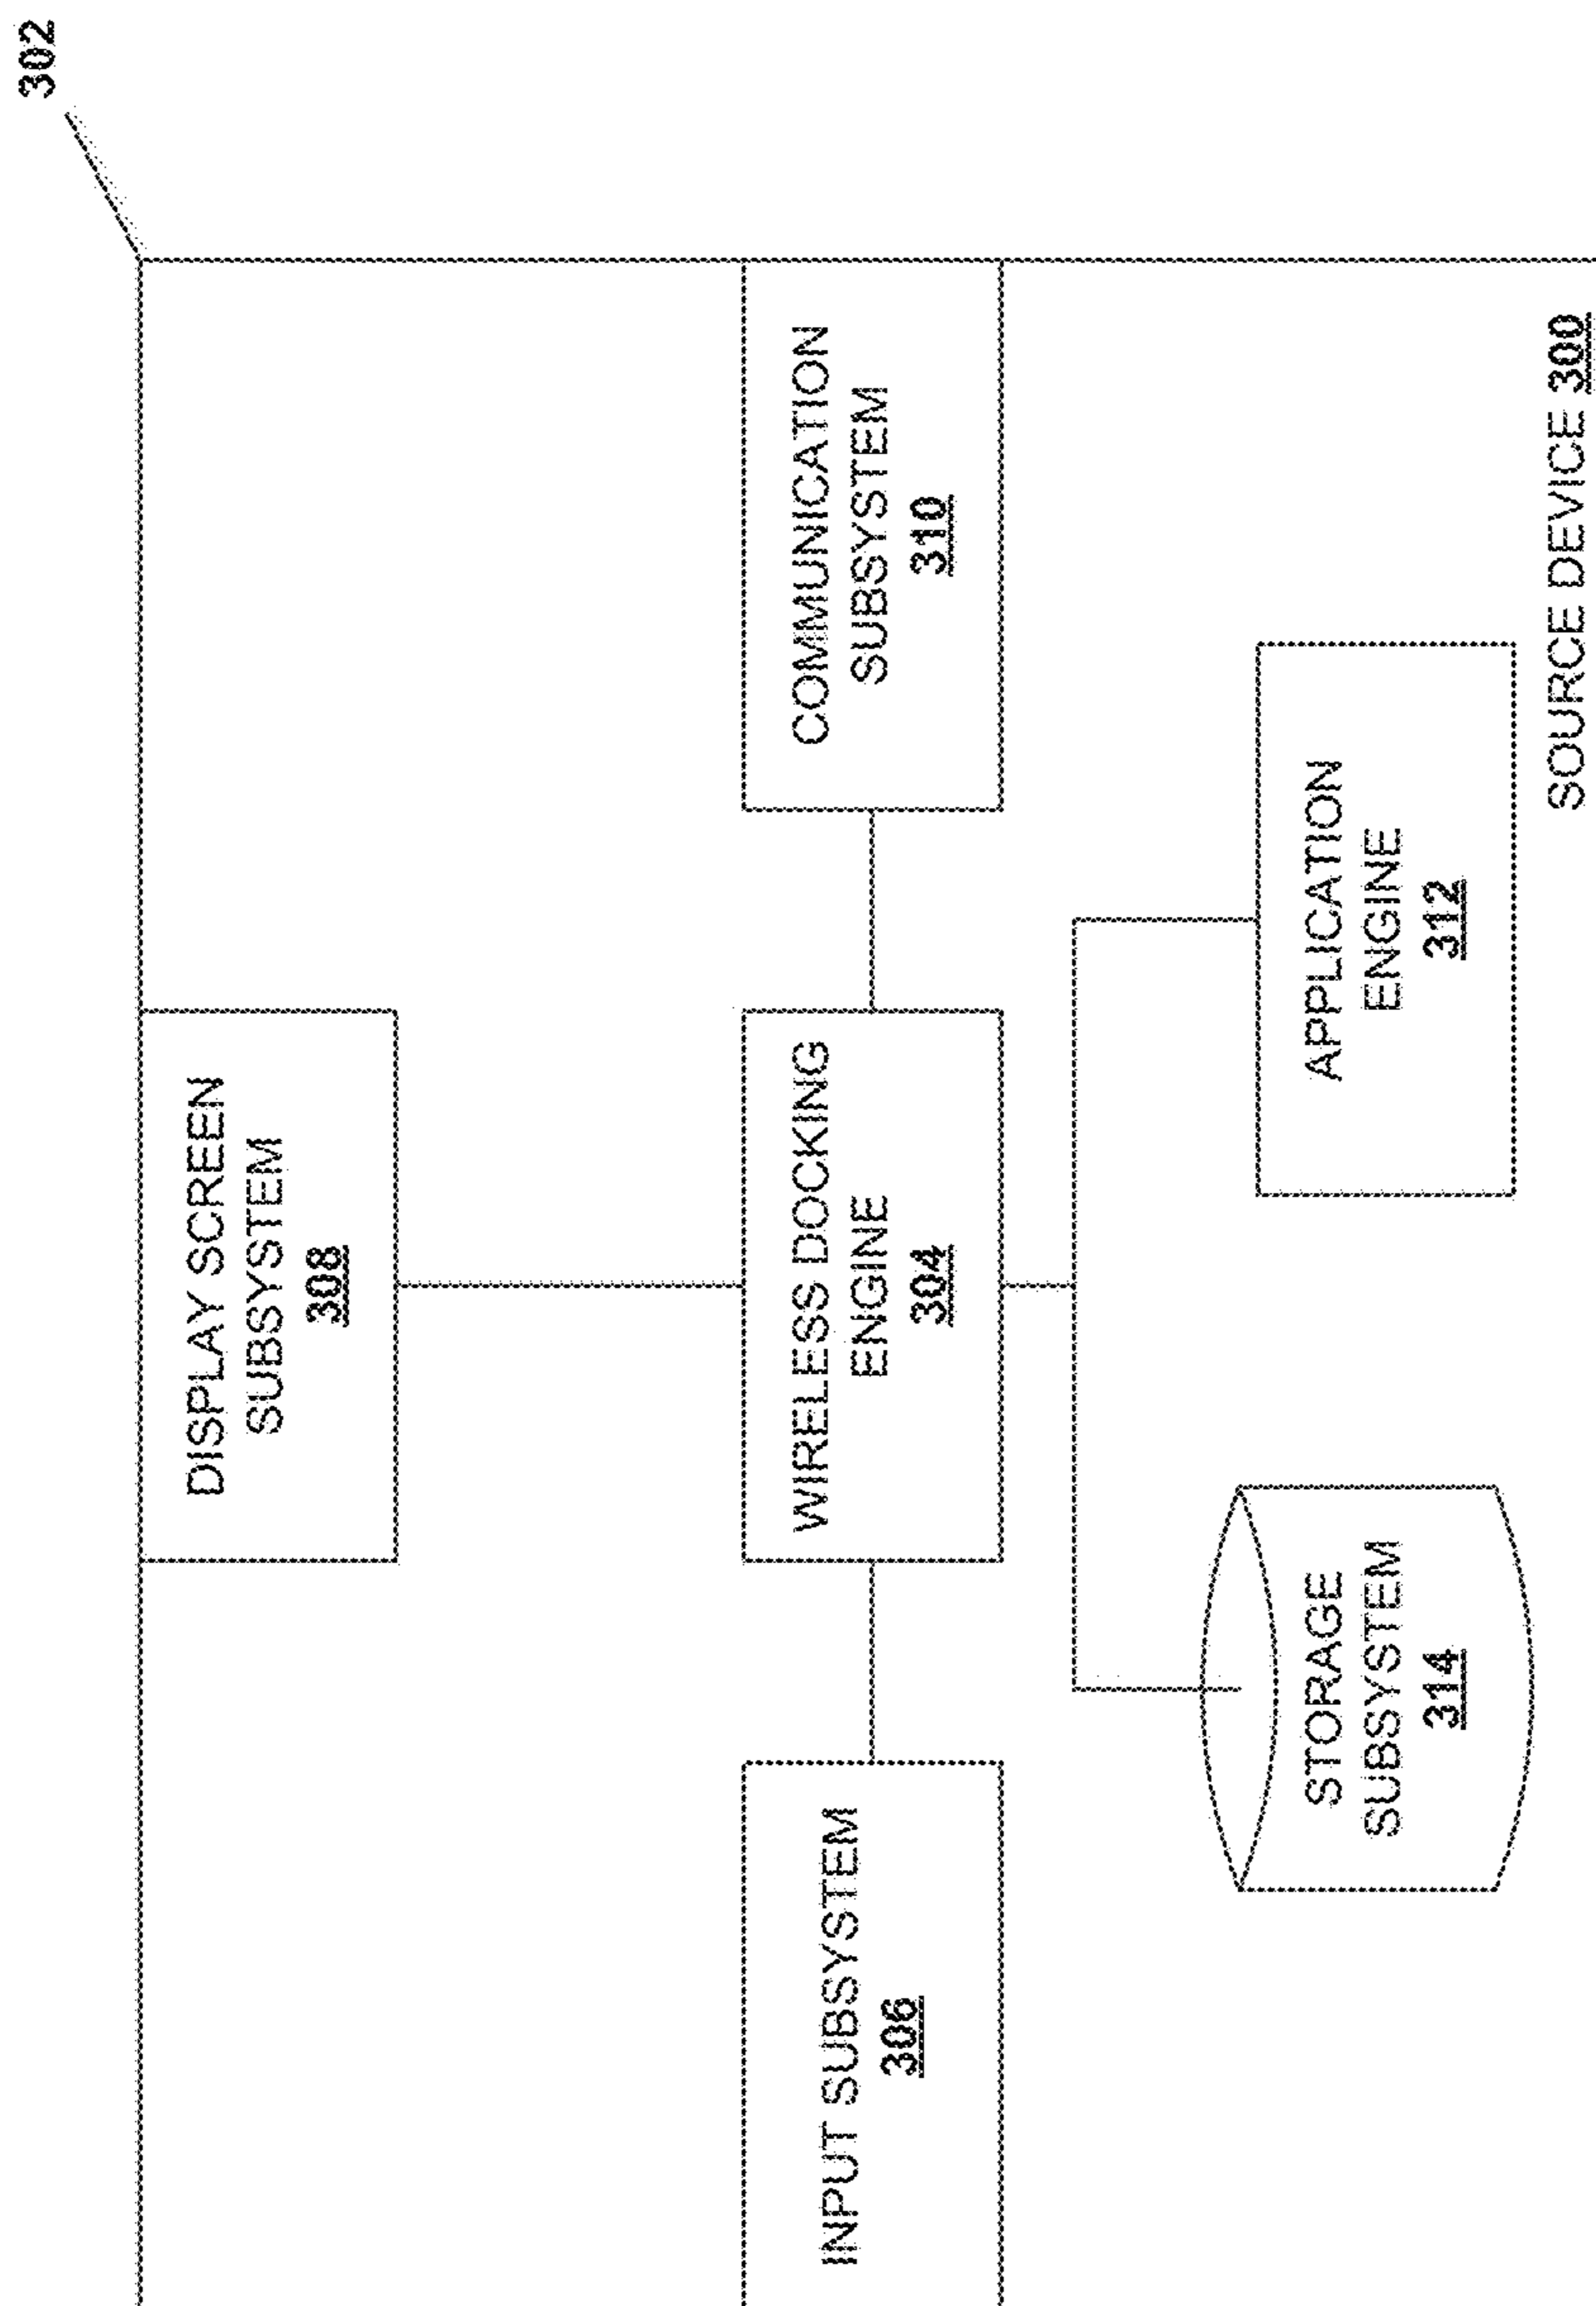 302
DISPLAY SCREEN
SUBSYSTEM
308
INPUT SUBSYSTEM
306
WIRELESS DOCKING
ENGINE
304
COMMUNICATION
SUBSYSTEM
310
STORAGE
SUBSYSTEM
314
APPLICATION
ENGINE
312
SOURCE DEVICE 300